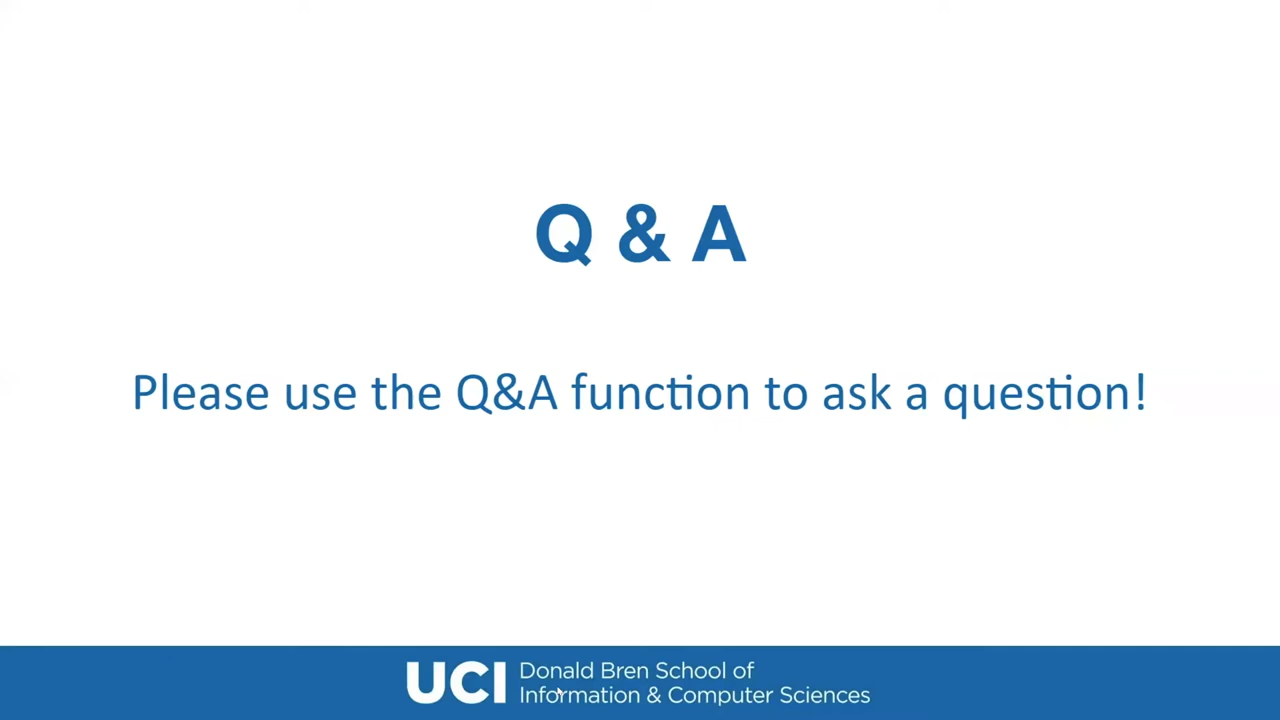 Q & A
Please use the Q&A function to ask a question!
UCI Donald Bren School of
Information & Computer Sciences